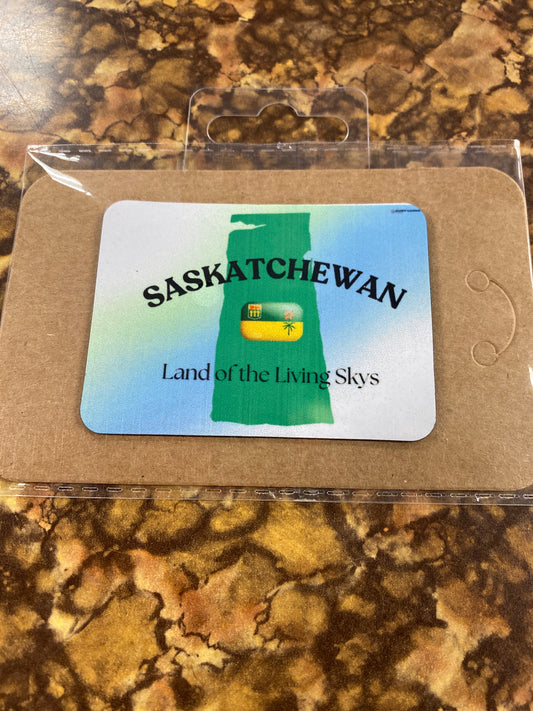 SASKATCHEWAN
Land of the Living Skys